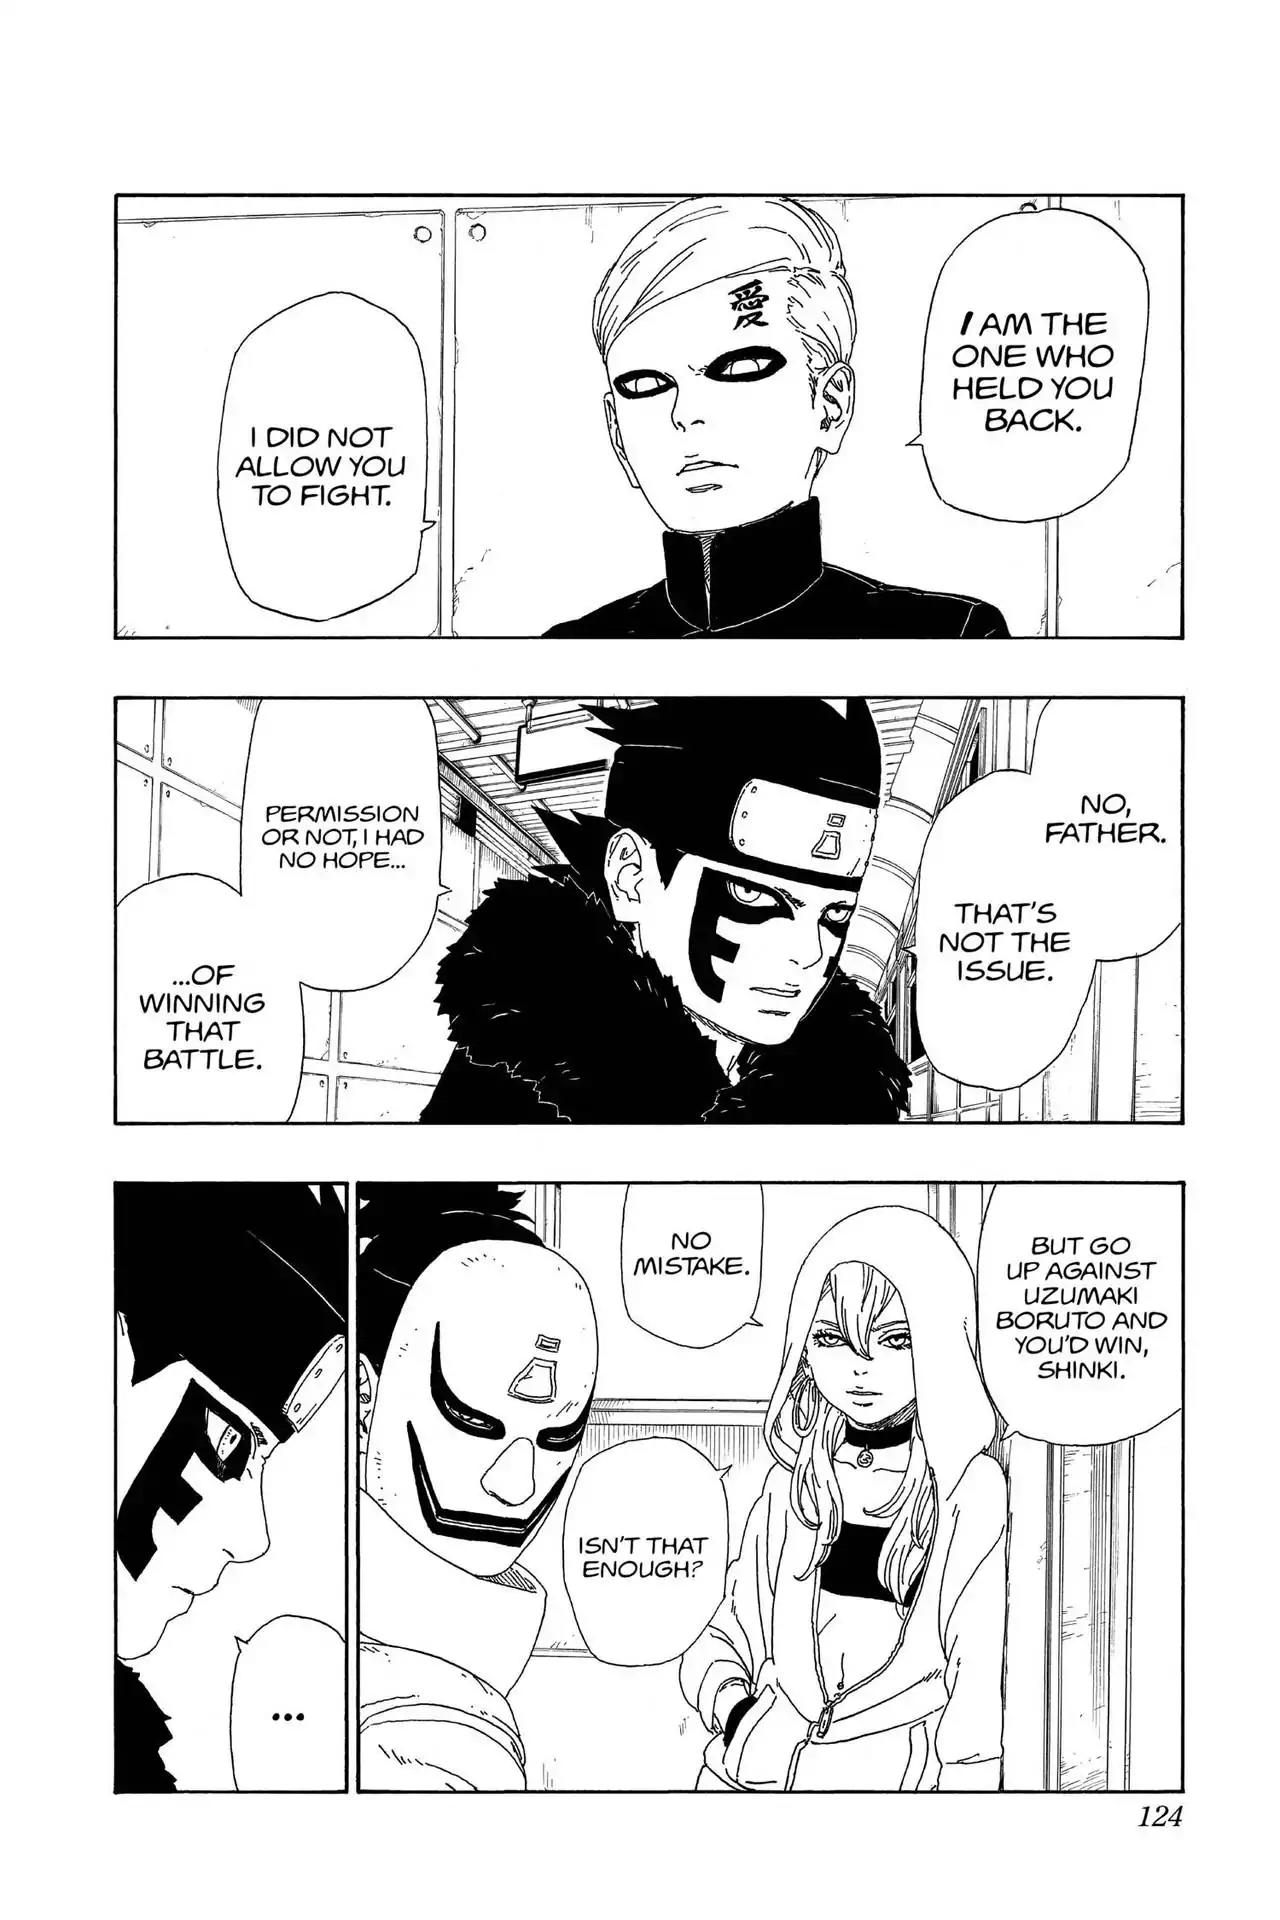 I AM THE
ONE WHO
HELD YOU
BACK.
愛
I DID NOT
ALLOW YOU
TO FIGHT.
NO,
FATHER.
THAT'S
NOT THE
ISSUE.
PERMISSION
OR NOT, I HAD
NO HOPE...
...OF
WINNING
THAT
BATTLE.
BUT GO
UP AGAINST
UZUMAKI
BORUTO AND
YOU'D WIN,
SHINKI.
NO
MISTAKE.
ISN'T THAT
ENOUGH?
...
124